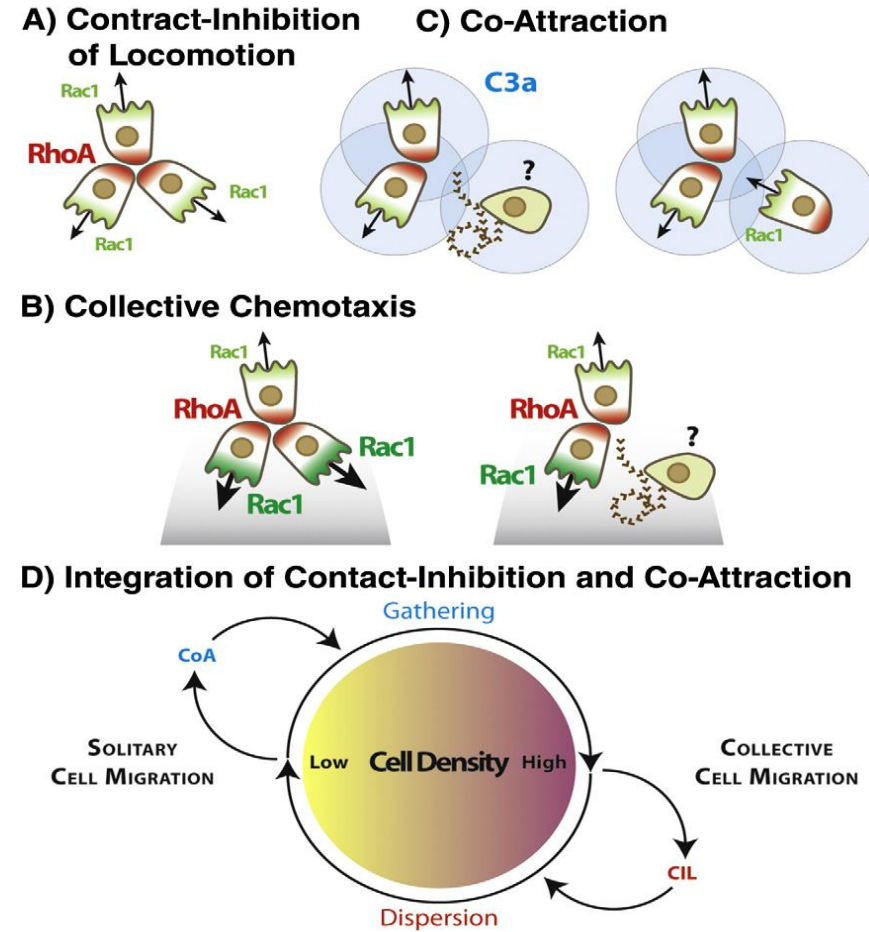 A) Contract-Inhibition
of Locomotion
Rac1
RhoA
Rac1
Rac1
C) Co-Attraction
C3a
?
Rac1
B) Collective Chemotaxis
Rac1
RhoA
Rac1
Rac1
Rac1
RhoA
?
Rac1
D) Integration of Contact-Inhibition and Co-Attraction
Gathering
CoA
SOLITARY
CELL MIGRATION
Low Cell Density High
COLLECTIVE
CELL MIGRATION
CIL
Dispersion